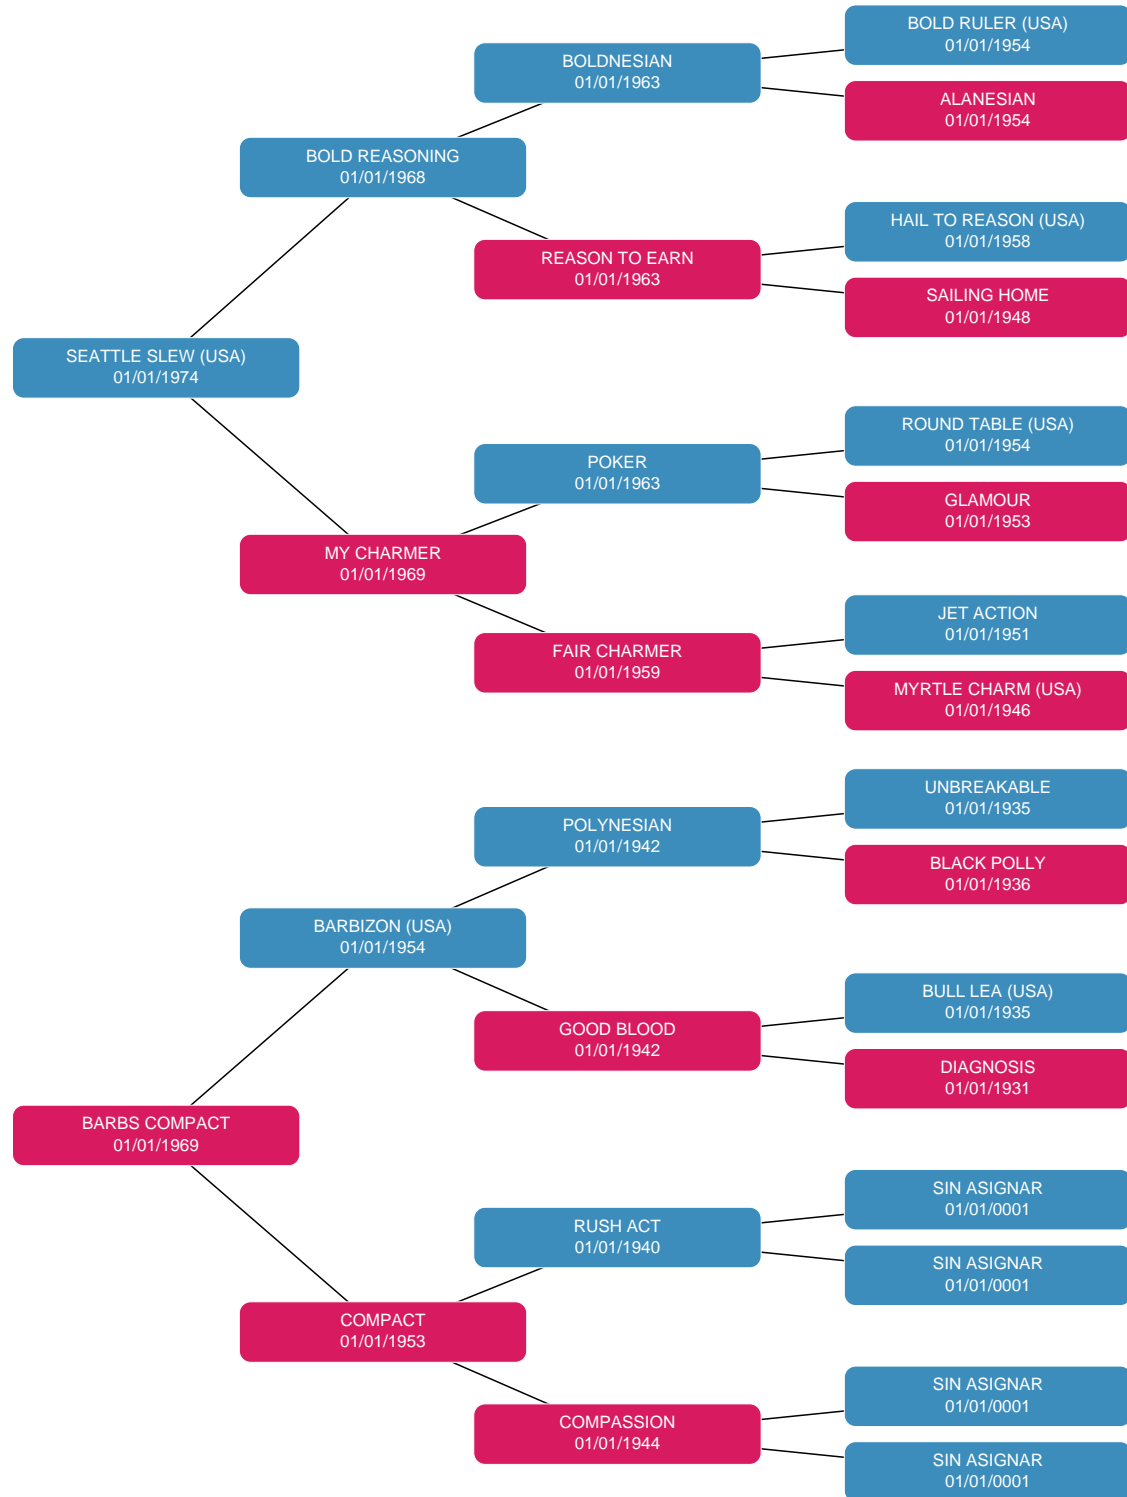 BOLD RULER (USA)
01/01/1954
BOLDNESIAN
01/01/1963
ALANESIAN
01/01/1954
BOLD REASONING
01/01/1968
HAIL TO REASON (USA)
01/01/1958
REASON TO EARN
01/01/1963
SAILING HOME
01/01/1948
SEATTLE SLEW (USA)
01/01/1974
ROUND TABLE (USA)
01/01/1954
POKER
01/01/1963
GLAMOUR
01/01/1953
MY CHARMER
01/01/1969
JET ACTION
01/01/1951
FAIR CHARMER
01/01/1959
MYRTLE CHARM (USA)
01/01/1946
UNBREAKABLE
01/01/1935
POLYNESIAN
01/01/1942
BLACK POLLY
01/01/1936
BARBIZON (USA)
01/01/1954
BULL LEA (USA)
01/01/1935
GOOD BLOOD
01/01/1942
DIAGNOSIS
01/01/1931
BARBS COMPACT
01/01/1969
SIN ASIGNAR
01/01/0001
RUSH ACT
01/01/1940
SIN ASIGNAR
01/01/0001
COMPACT
01/01/1953
SIN ASIGNAR
01/01/0001
COMPASSION
01/01/1944
SIN ASIGNAR
01/01/0001